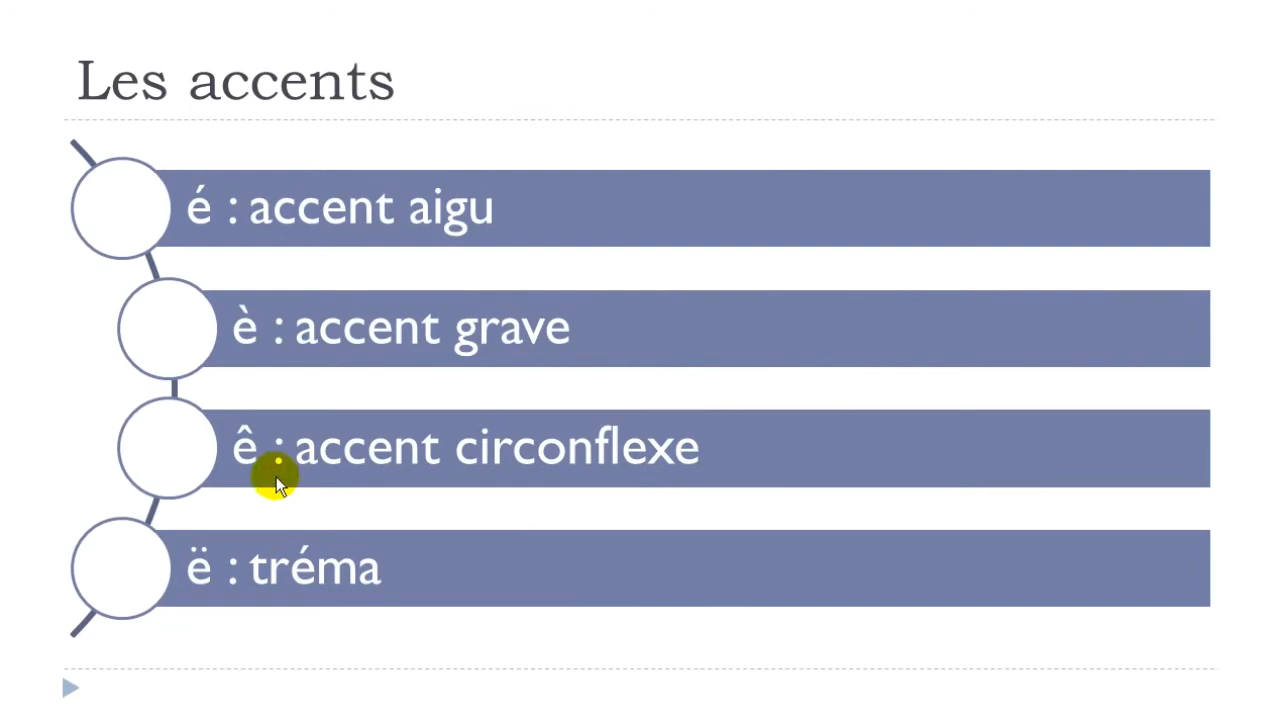 Les accents
é : accent aigu
è : accent grave
ê : accent circonflexe
ë : tréma